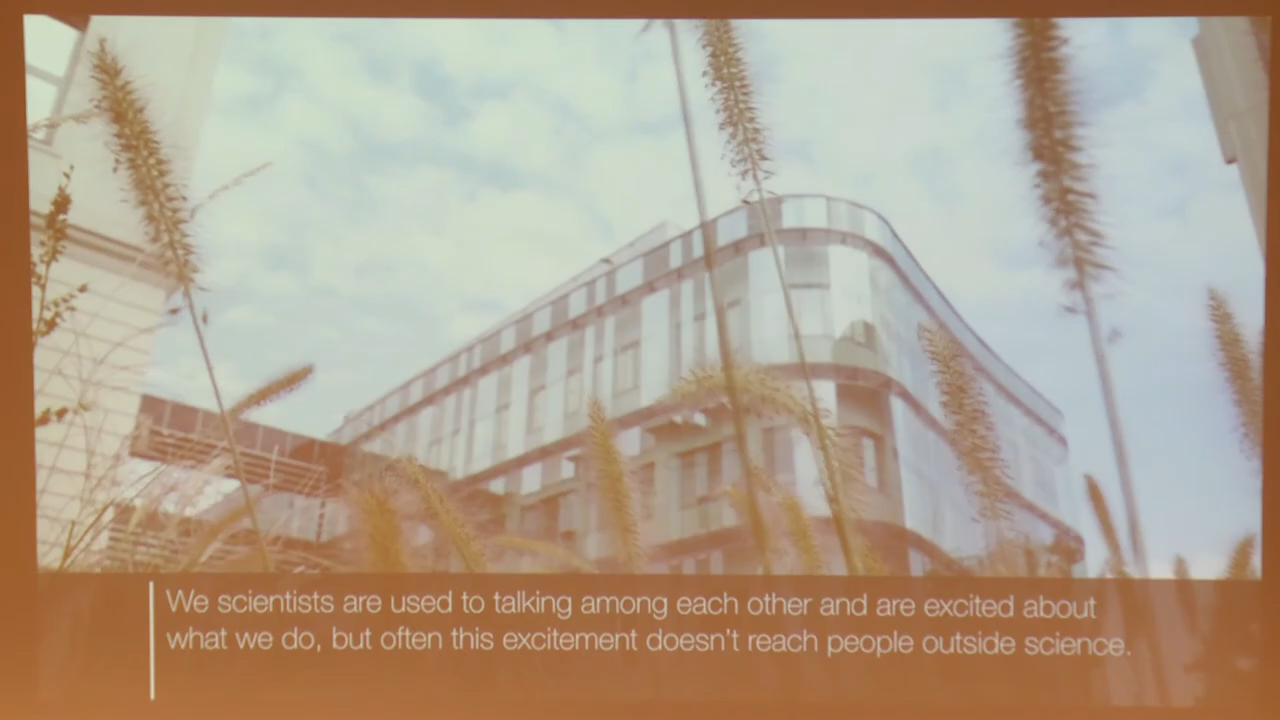 We scientists are used to talking among each other and are excited about
what we do, but often this excitement doesn't reach people outside science.